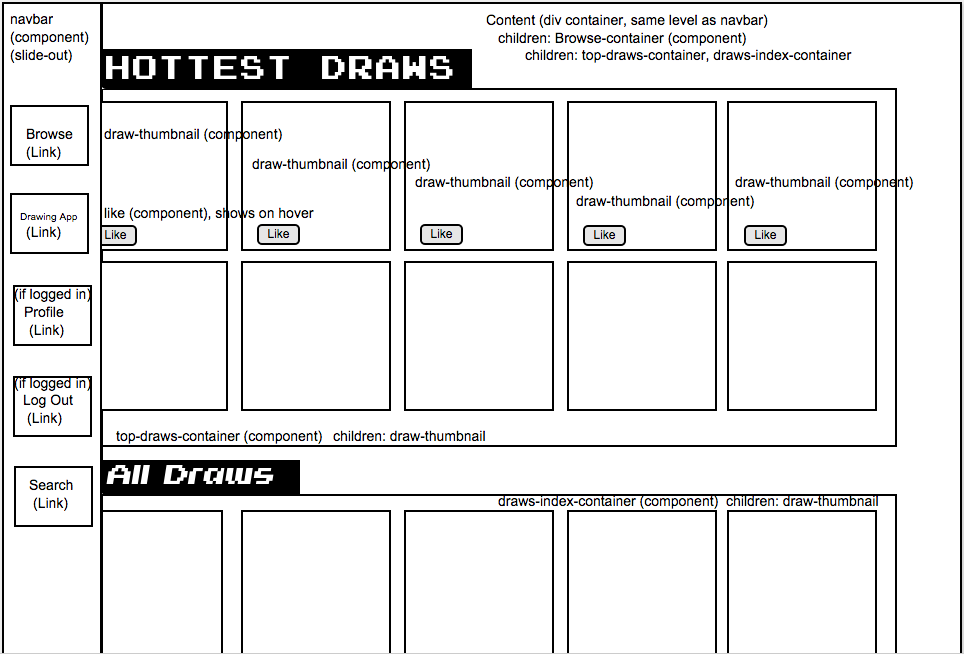 navbar
(component)
(slide-out)
Content (div container, same level as navbar)
children: Browse-container (component)
children: top-draws-container, draws-index-container
HOTTEST DRAWS
Browse
(Link)
Drawing App
(Link)
(if logged in)
Profile
(Link)
(if logged in)
Log Out
(Link)
Search
(Link)
draw-thumbnail (component)
draw-thumbnail (component)
draw-thumbnail (component)
draw-thumbnail (component)
draw-thumbnail (component)
like (component), shows on hover
Like
Like
Like
Like
Like
top-draws-container (component) children: draw-thumbnail
All Draws
draws-index-container (component) children: draw-thumbnail